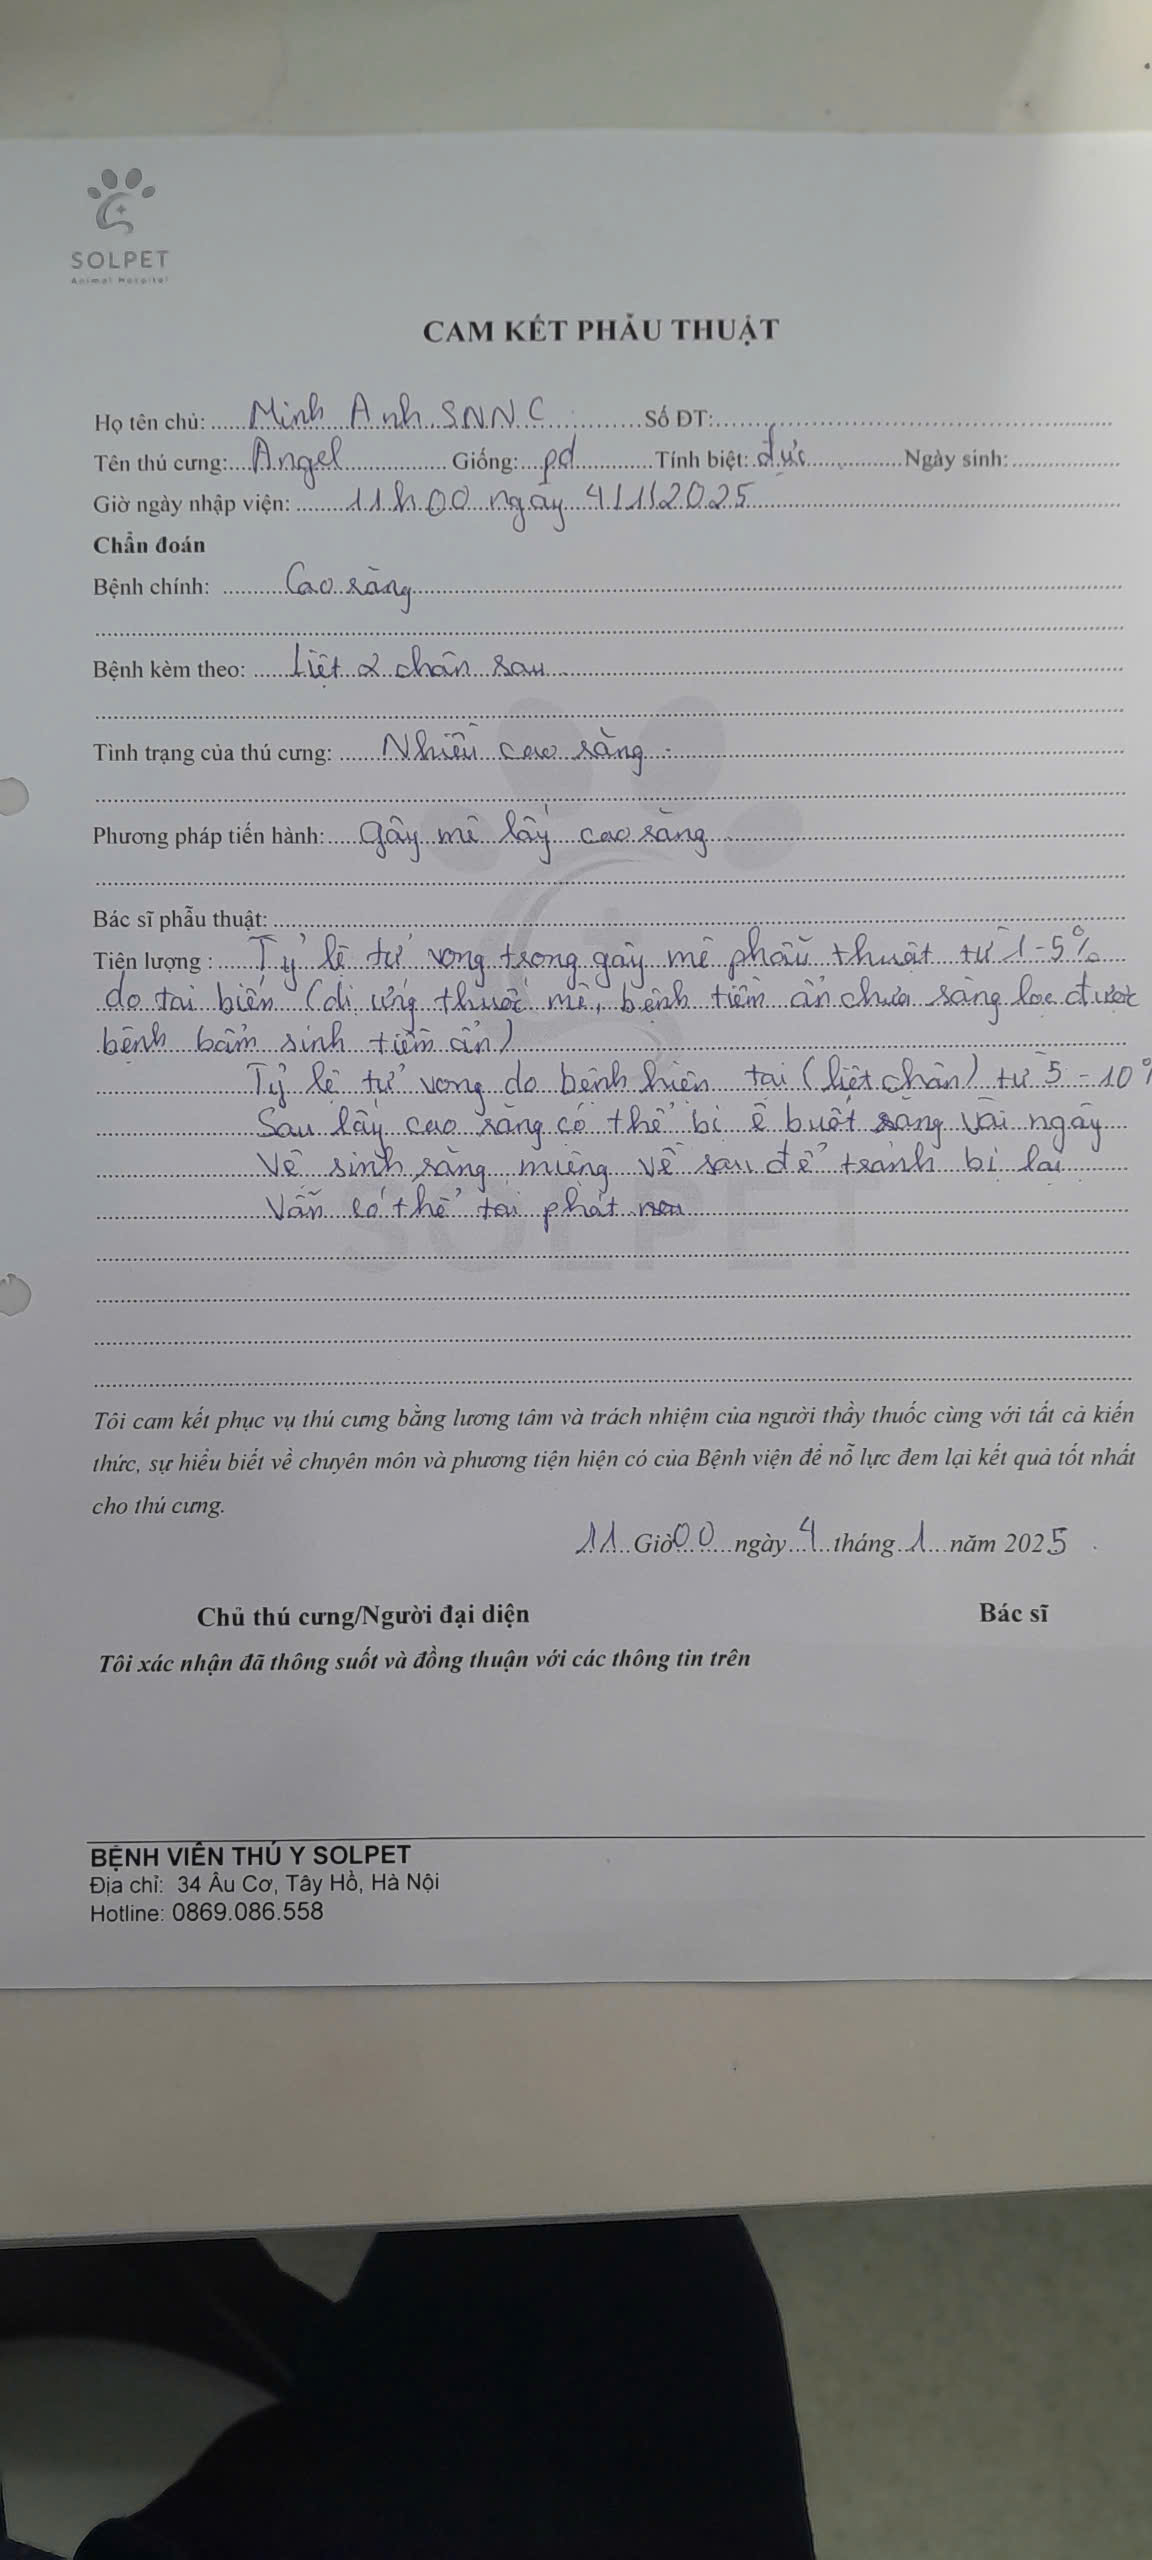 SOLPET
Animal Hospital
CAM KẾT PHẪU THUẬT
Họ tên chủ: Minh Anh SNNC Số ĐT:
Tên thú cưng: Angel Giống: pd Tính biệt: đực Ngày sinh:
Giờ ngày nhập viện: 11h00 ngày 4/1/2025
Chẩn đoán
Bệnh chính: Cao răng
Bệnh kèm theo: Liệt 2 chân sau
Tình trạng của thú cưng: Nhiều cao răng
Phương pháp tiến hành: gây mê lấy cao răng
Bác sĩ phẫu thuật:
Tiên lượng : Tỷ lệ tử vong trong gây mê phẫu thuật từ 1-5%
do tai biến (dị ứng thuốc mê, bệnh tiềm ẩn chưa sàng lọc được
bệnh bẩm sinh tiềm ẩn)
Tỷ lệ tử vong do bệnh hiện tại (liệt chân) từ 5-10%
Sau lấy cao răng có thể bị ê buốt răng vài ngày
Vệ sinh răng miệng về sau để tránh bị lại
Vẫn có thể tái phát
SOLPET
Tôi cam kết phục vụ thú cưng bằng lương tâm và trách nhiệm của người thầy thuốc cùng với tất cả kiến
thức, sự hiểu biết về chuyên môn và phương tiện hiện có của Bệnh viện để nỗ lực đem lại kết quả tốt nhất
cho thú cưng.
11 Giờ 00 ngày 4 tháng 1 năm 2025
Chủ thú cưng/Người đại diện Bác sĩ
Tôi xác nhận đã thông suốt và đồng thuận với các thông tin trên
BỆNH VIÊN THÚ Y SOLPET
Địa chỉ: 34 Âu Cơ, Tây Hồ, Hà Nội
Hotline: 0869.086.558